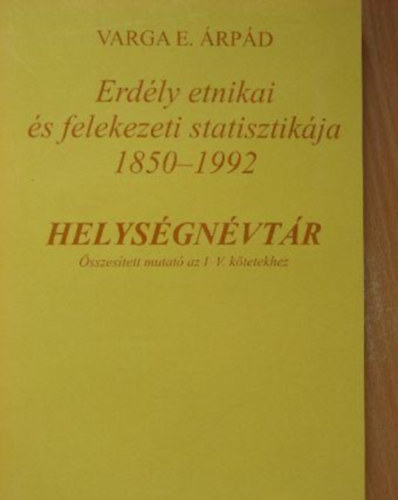 VARGA E. ÁRPÁD
Erdély etnikai
és felekezeti statisztikája
1850–1992
HELYSÉGNÉVTÁR
Összesített mutató az I–V. kötetekhez